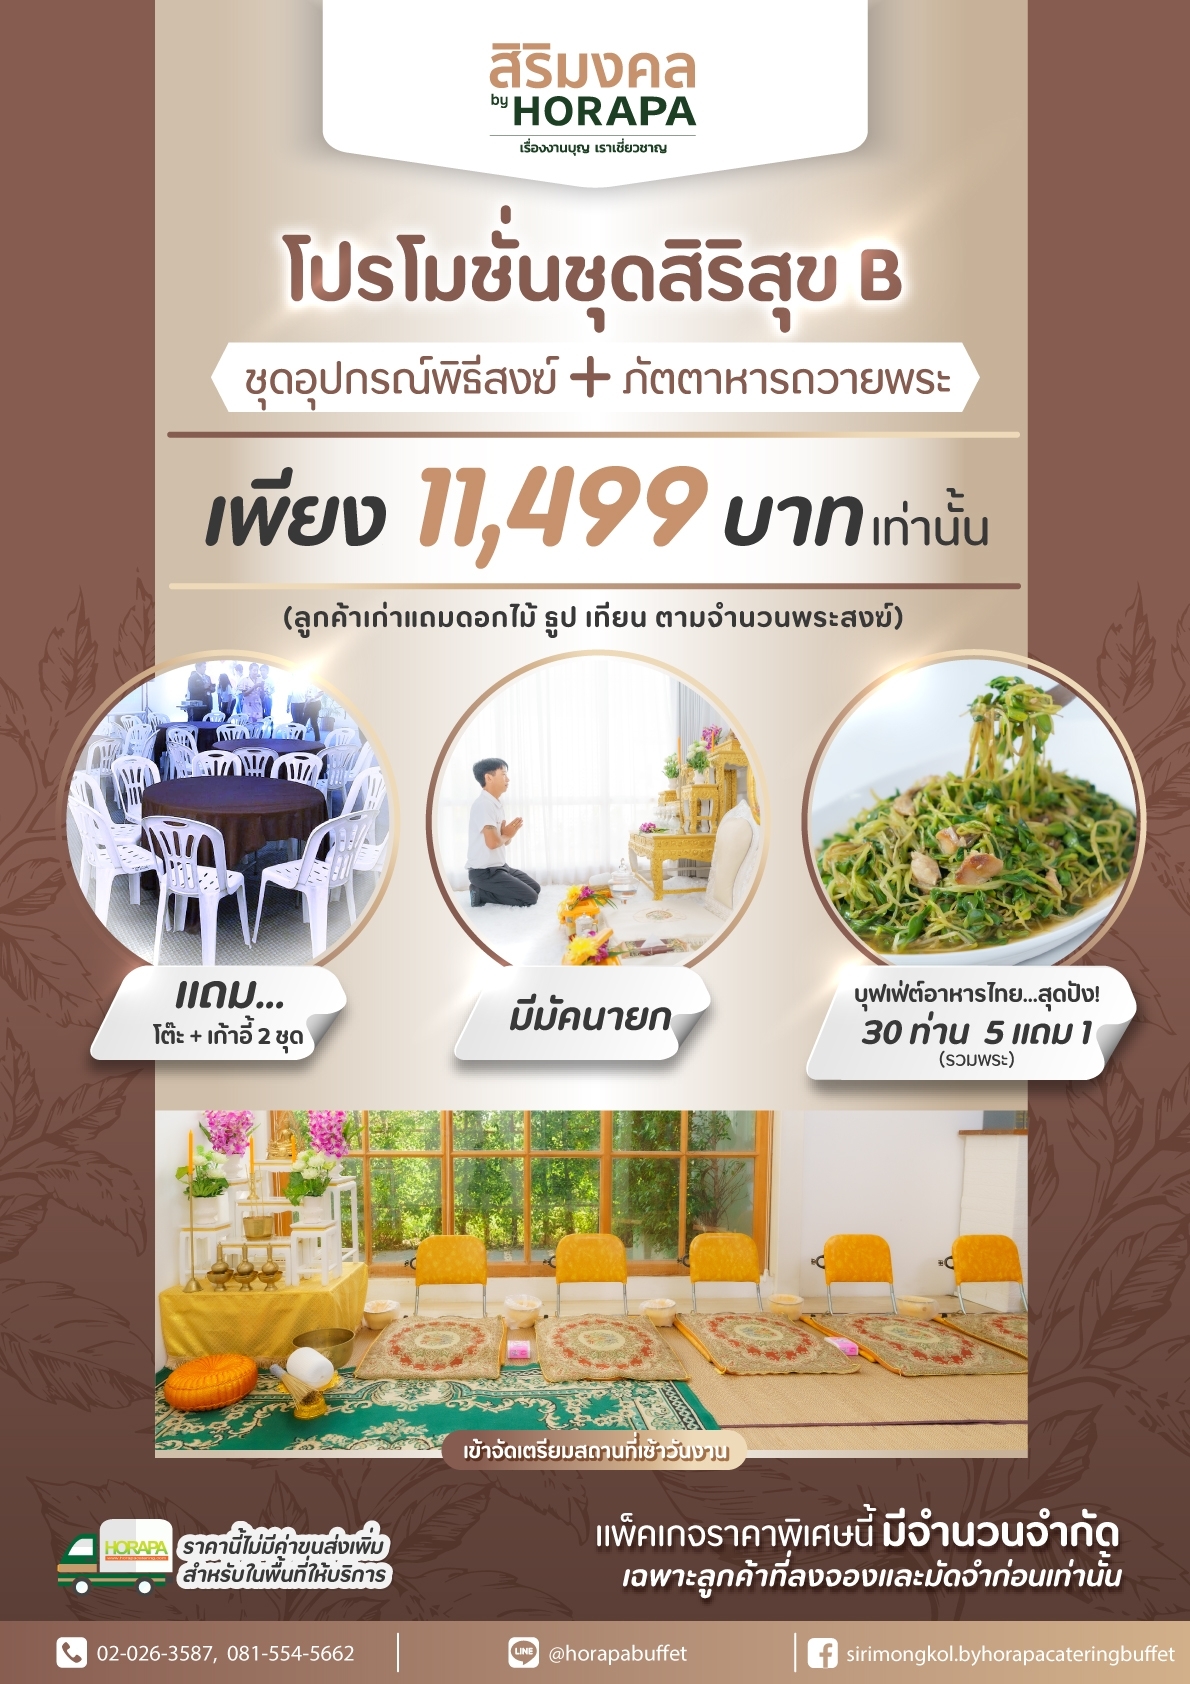 สิริมงคล
by HORAPA
เรื่องงานบุญ เราเชี่ยวชาญ
โปรโมชั่นชุดสิริสุข B
ชุดอุปกรณ์พิธีสงฆ์ + ภัตตาหารถวายพระ
เพียง 11,499 บาท เท่านั้น
(ลูกค้าเก่าแถมดอกไม้ ธูป เทียน ตามจำนวนพระสงฆ์)
แถม...
โต๊ะ + เก้าอี้ 2 ชุด
มีมัคนายก
บุฟเฟ่ต์อาหารไทย...สุดปัง!
30 ท่าน 5 แถม 1
(รวมพระ)
เข้าจัดเตรียมสถานที่เช้าวันงาน
HORAPA
ราคานี้ไม่มีค่าขนส่งเพิ่ม
สำหรับในพื้นที่ให้บริการ
แพ็คเกจราคาพิเศษนี้ มีจำนวนจำกัด
เฉพาะลูกค้าที่ลงจองและมัดจำก่อนเท่านั้น
02-026-3587, 081-554-5662
LINE @horapabuffet
sirimongkol.byhorapacateringbuffet